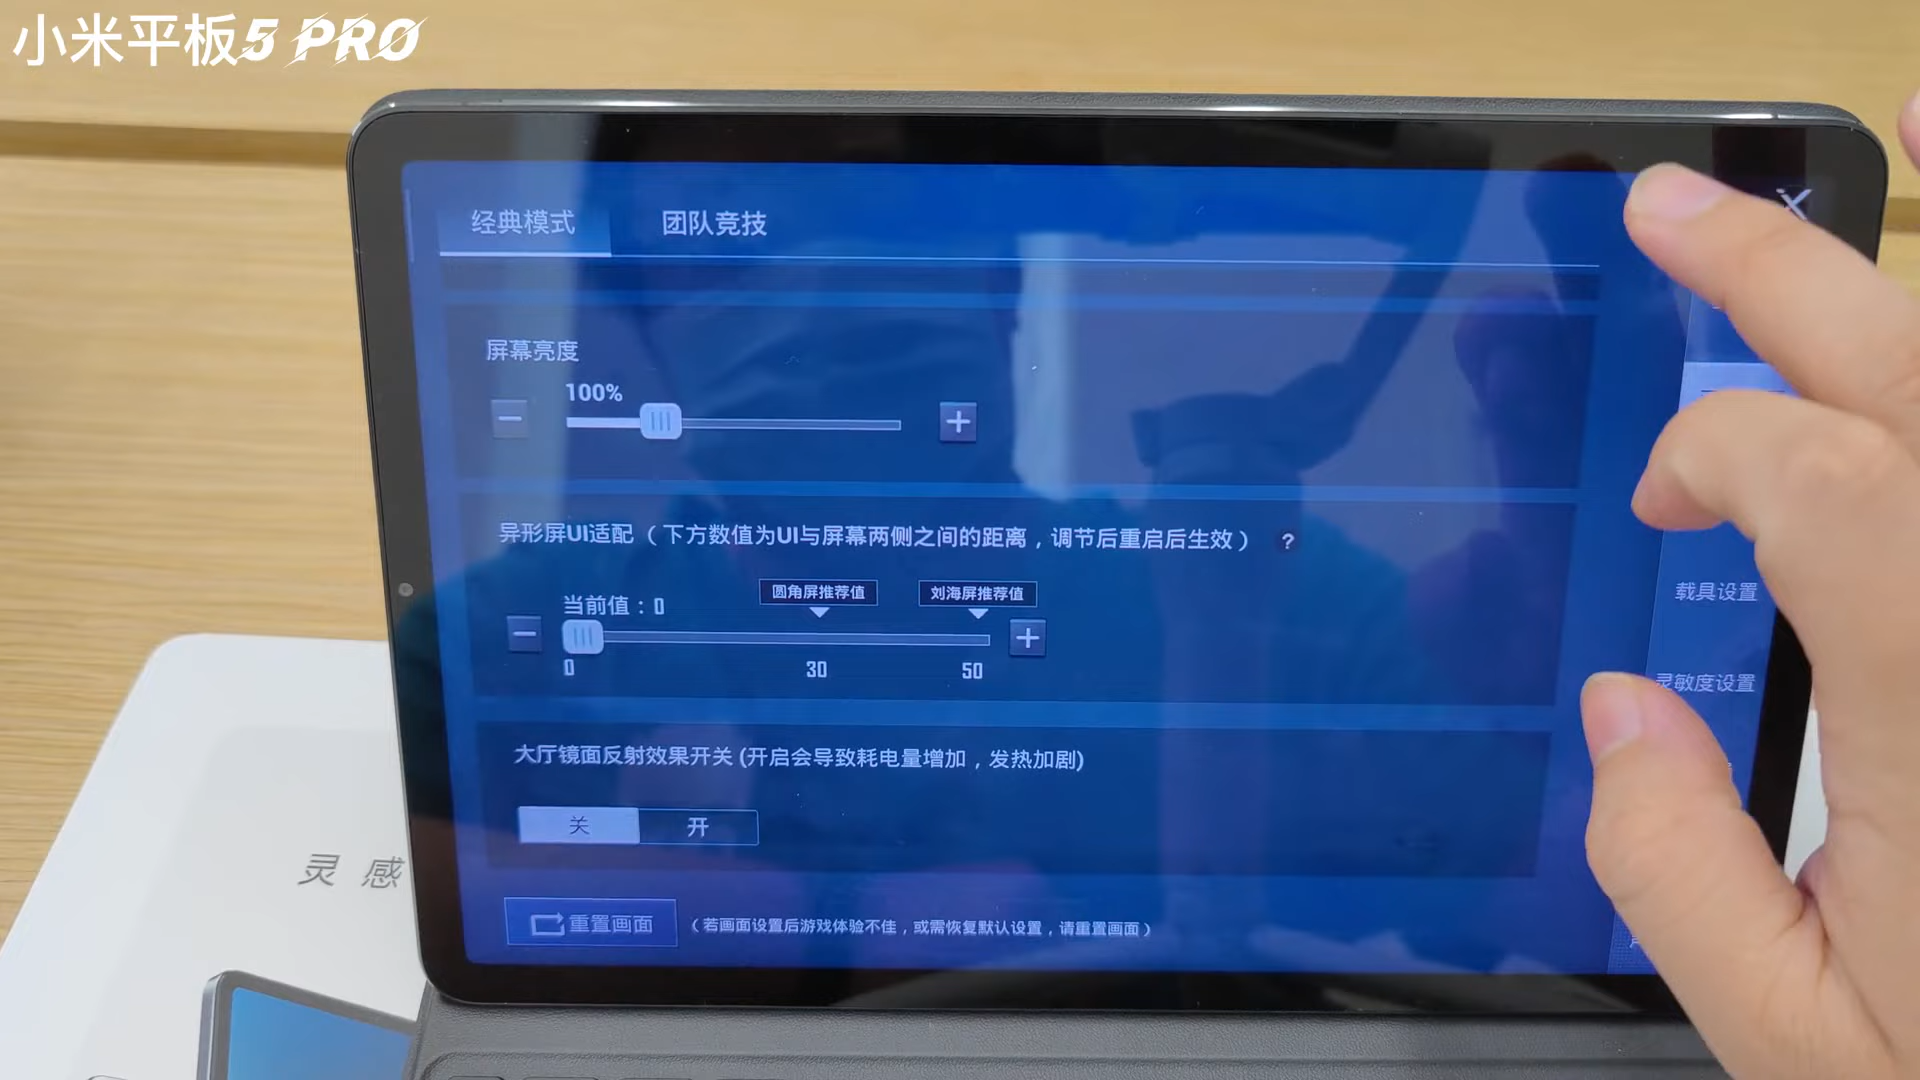 小米平板5 PRO
经典模式 团队竞技
屏幕亮度
100%
异形屏UI适配（下方数值为UI与屏幕两侧之间的距离，调节后重启后生效） ?
圆角屏推荐值 刘海屏推荐值
当前值：0
0 30 50
载具设置
灵敏度设置
大厅镜面反射效果开关 (开启会导致耗电量增加，发热加剧)
关 开
灵感
重置画面 （若画面设置后游戏体验不佳，或需恢复默认设置，请重置画面）